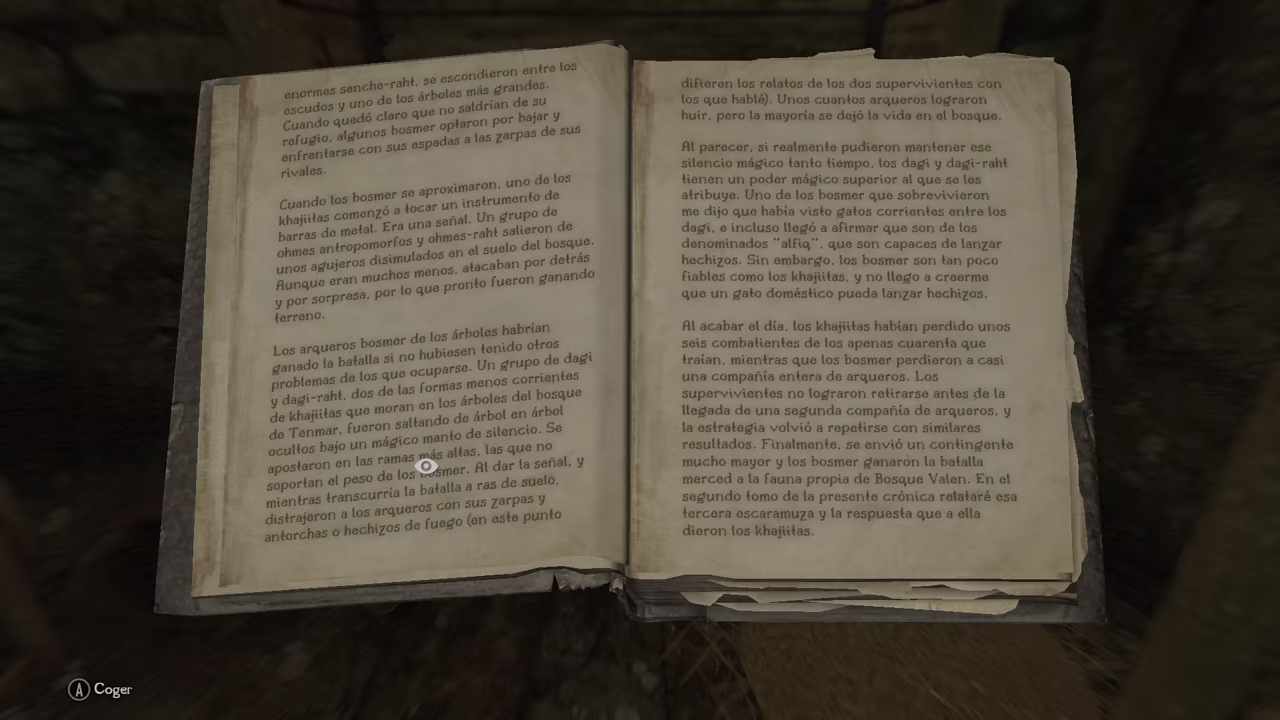 enormes senche-raht, se escondieron entre los
escudos y uno de los árboles más grandes.
Cuando quedó claro que no saldrían de su
refugio, algunos bosmer optaron por bajar y
enfrentarse con sus espadas a las zarpas de sus
rivales.
Cuando los bosmer se aproximaron, uno de los
khajiitas comenzó a tocar un instrumento de
barras de metal. Era una señal. Un grupo de
ohmes antropomorfos y ohmes-raht salieron de
unos agujeros disimulados en el suelo del bosque.
Aunque eran muchos menos, atacaban por detrás
y por sorpresa, por lo que pronto fueron ganando
terreno.
Los arqueros bosmer de los árboles habrían
ganado la batalla si no hubiesen tenido otros
problemas de los que ocuparse. Un grupo de dagi
y dagi-raht, dos de las formas menos corrientes
de khajiitas que moran en los árboles del bosque
de Tenmar, fueron saltando de árbol en árbol
ocultos bajo un mágico manto de silencio. Se
apostaron en las ramas más altas, las que no
soportan el peso de los bosmer. Al dar la señal, y
mientras transcurría la batalla a ras de suelo,
distrajeron a los arqueros con sus zarpas y
antorchas o hechizos de fuego (en este punto
difieren los relatos de los dos supervivientes con
los que hablé). Unos cuantos arqueros lograron
huir, pero la mayoría se dejó la vida en el bosque.
Al parecer, si realmente pudieron mantener ese
silencio mágico tanto tiempo, los dagi y dagi-raht
tienen un poder mágico superior al que se les
atribuye. Uno de los bosmer que sobrevivieron
me dijo que había visto gatos corrientes entre los
dagi, e incluso llegó a afirmar que son de los
denominados "alfiq", que son capaces de lanzar
hechizos. Sin embargo, los bosmer son tan poco
fiables como los khajiitas, y no llego a creerme
que un gato doméstico pueda lanzar hechizos.
Al acabar el día, los khajiitas habían perdido unos
seis combatientes de los apenas cuarenta que
traían, mientras que los bosmer perdieron a casi
una compañía entera de arqueros. Los
supervivientes no lograron retirarse antes de la
llegada de una segunda compañía de arqueros, y
la estrategia volvió a repetirse con similares
resultados. Finalmente, se envió un contingente
mucho mayor y los bosmer ganaron la batalla
merced a la fauna propia de Bosque Valen. En el
segundo tomo de la presente crónica relataré esa
tercera escaramuza y la respuesta que a ella
dieron los khajiitas.
A Coger